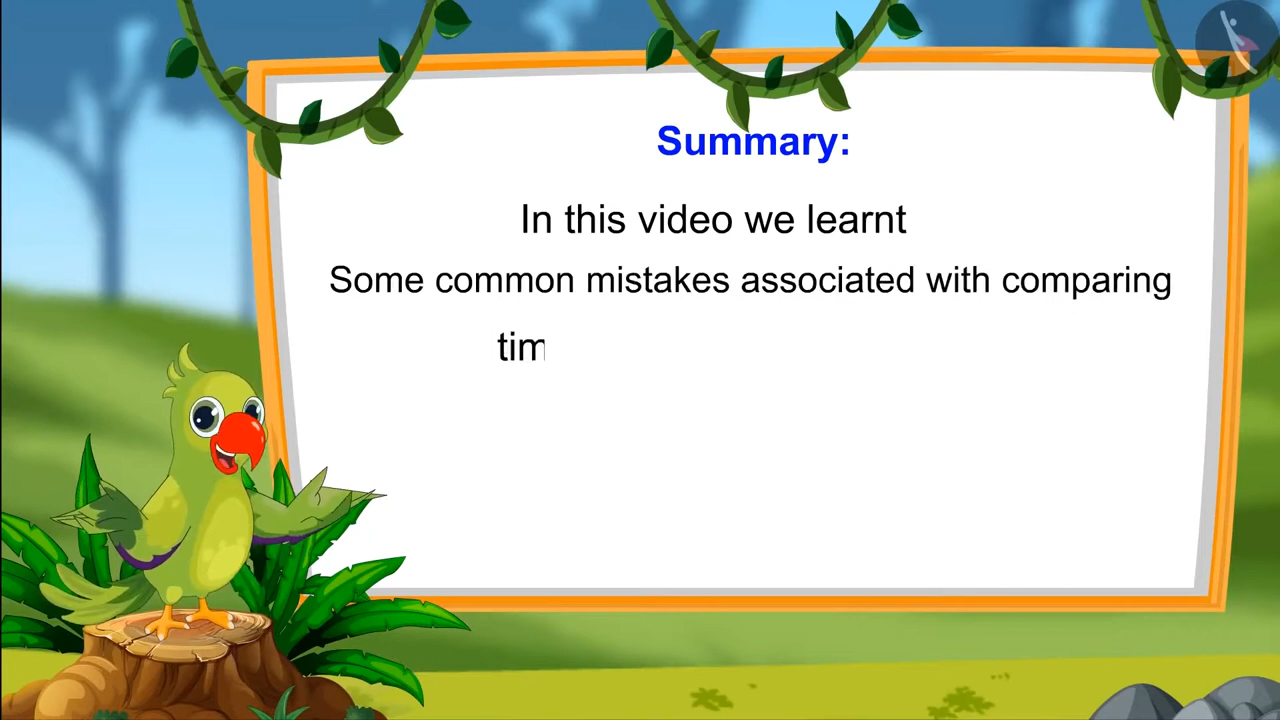 Summary:
In this video we learnt
Some common mistakes associated with comparing
tim